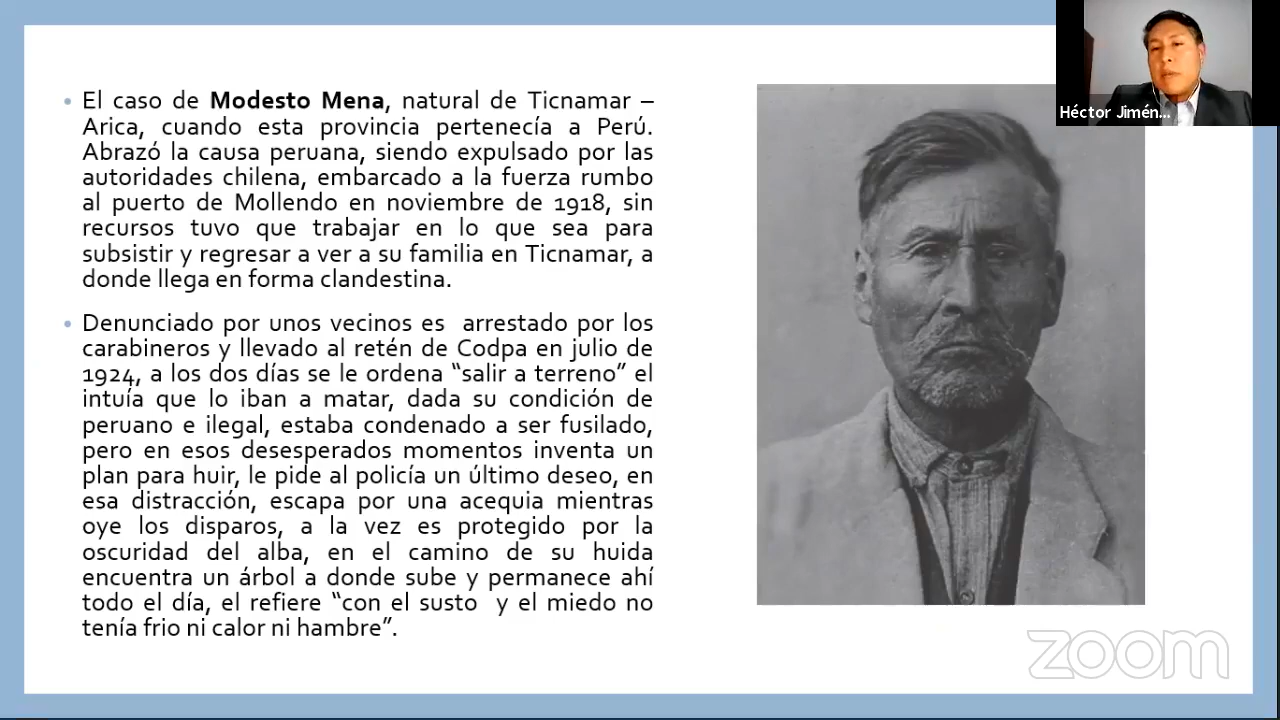 El caso de Modesto Mena, natural de Ticnamar –
Arica, cuando esta provincia pertenecía a Perú.
Abrazó la causa peruana, siendo expulsado por las
autoridades chilena, embarcado a la fuerza rumbo
al puerto de Mollendo en noviembre de 1918, sin
recursos tuvo que trabajar en lo que sea para
subsistir y regresar a ver a su familia en Ticnamar, a
donde llega en forma clandestina.
Denunciado por unos vecinos es arrestado por los
carabineros y llevado al retén de Codpa en julio de
1924, a los dos días se le ordena “salir a terreno” el
intuía que lo iban a matar, dada su condición de
peruano e ilegal, estaba condenado a ser fusilado,
pero en esos desesperados momentos inventa un
plan para huir, le pide al policía un último deseo, en
esa distracción, escapa por una acequia mientras
oye los disparos, a la vez es protegido por la
oscuridad del alba, en el camino de su huida
encuentra un árbol a donde sube y permanece ahí
todo el día, el refiere “con el susto y el miedo no
tenía frio ni calor ni hambre”.
Héctor Jimén...
zoom